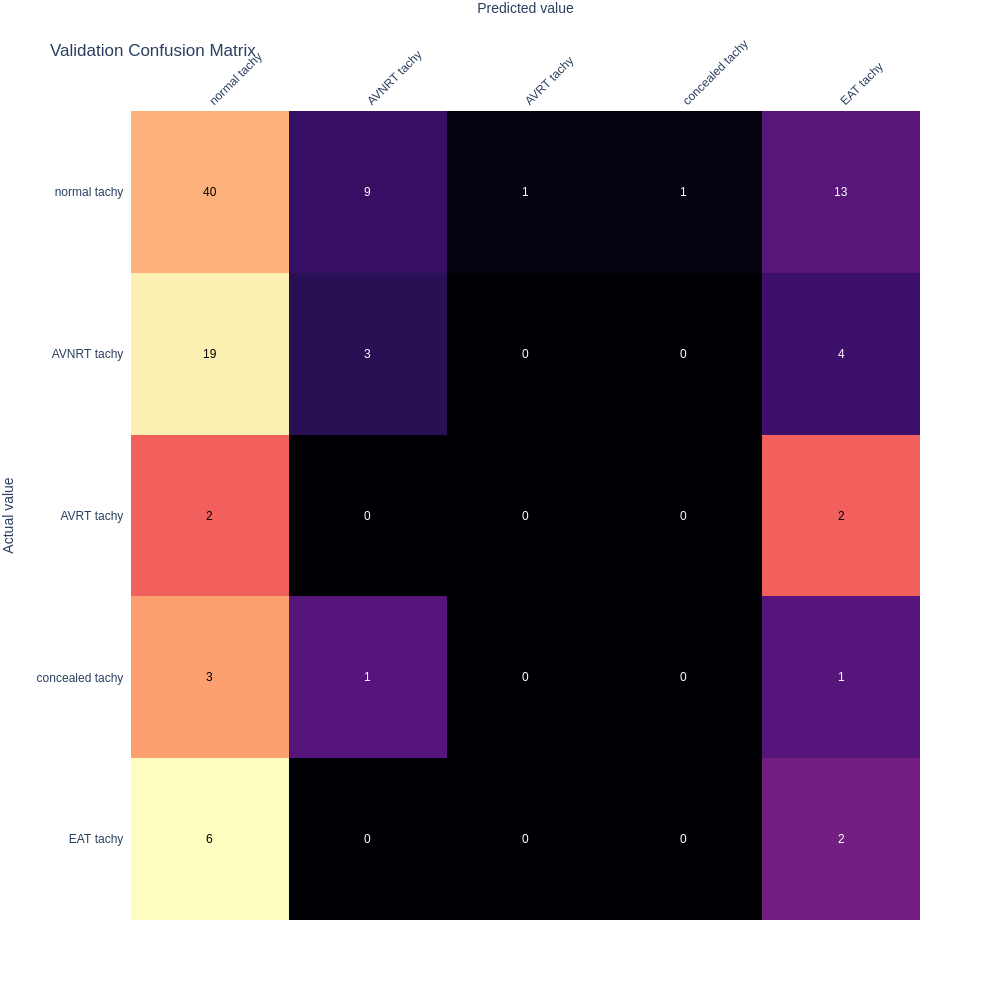 Predicted value
Validation Confusion Matrix
normal tachy
AVNRT tachy
AVRT tachy
concealed tachy
EAT tachy
normal tachy 40 9 1 1 13
AVNRT tachy 19 3 0 0 4
Actual value
AVRT tachy 2 0 0 0 2
concealed tachy 3 1 0 0 1
EAT tachy 6 0 0 0 2